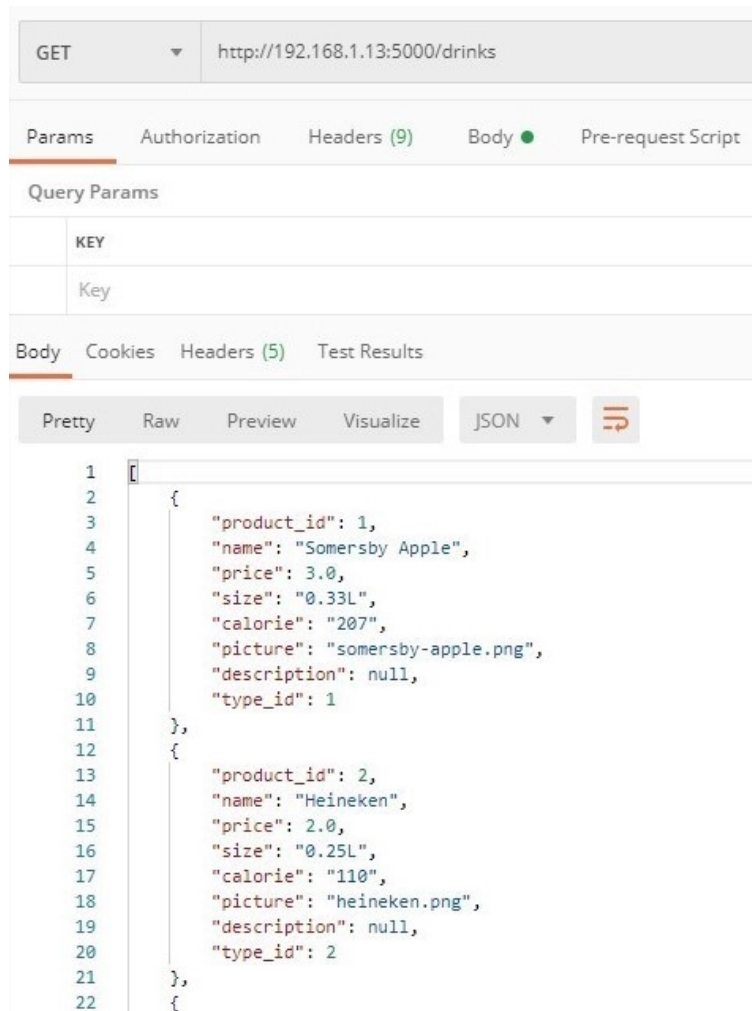 GET http://192.168.1.13:5000/drinks
Params Authorization Headers (9) Body Pre-request Script
Query Params
KEY
Key
Body Cookies Headers (5) Test Results
Pretty Raw Preview Visualize JSON
1 [
2 {
3 "product_id": 1,
4 "name": "Somersby Apple",
5 "price": 3.0,
6 "size": "0.33L",
7 "calorie": "207",
8 "picture": "somersby-apple.png",
9 "description": null,
10 "type_id": 1
11 },
12 {
13 "product_id": 2,
14 "name": "Heineken",
15 "price": 2.0,
16 "size": "0.25L",
17 "calorie": "110",
18 "picture": "heineken.png",
19 "description": null,
20 "type_id": 2
21 },
22 {